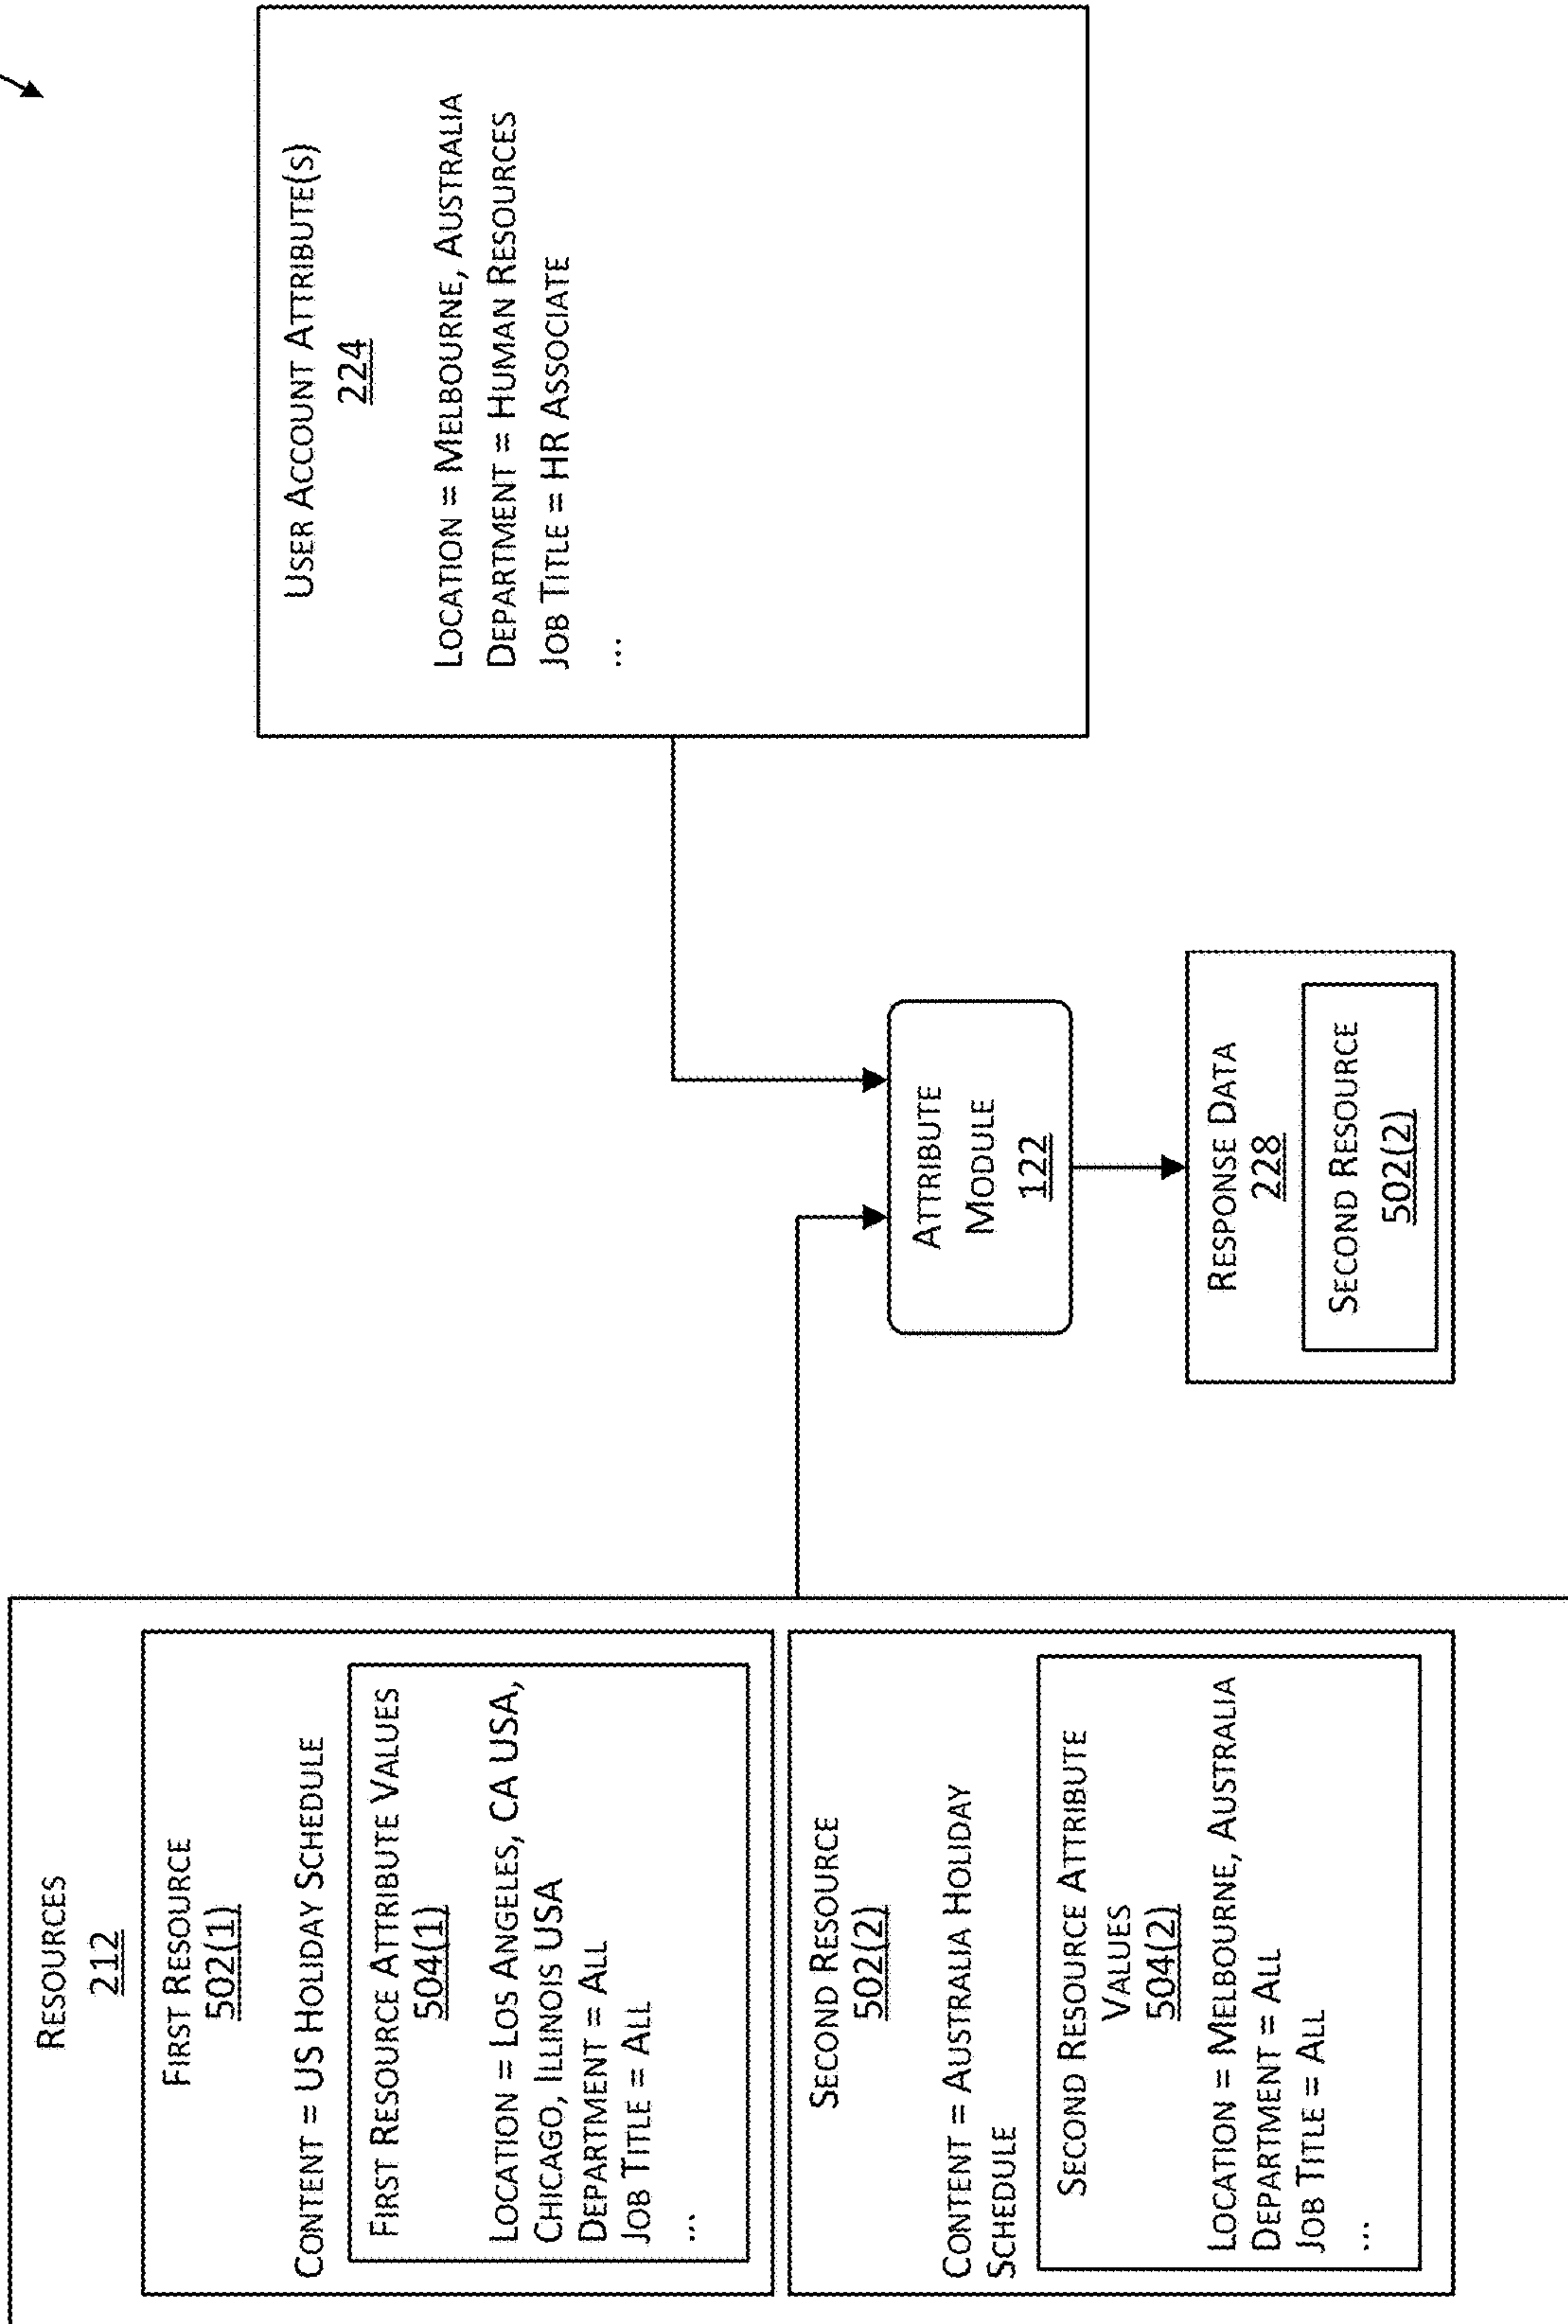 RESOURCES
212
FIRST RESOURCE
502(1)
CONTENT = US HOLIDAY SCHEDULE
FIRST RESOURCE ATTRIBUTE VALUES
504(1)
LOCATION = LOS ANGELES, CA USA,
CHICAGO, ILLINOIS USA
DEPARTMENT = ALL
JOB TITLE = ALL
...
SECOND RESOURCE
502(2)
CONTENT = AUSTRALIA HOLIDAY
SCHEDULE
SECOND RESOURCE ATTRIBUTE
VALUES
504(2)
LOCATION = MELBOURNE, AUSTRALIA
DEPARTMENT = ALL
JOB TITLE = ALL
...
ATTRIBUTE
MODULE
122
RESPONSE DATA
228
SECOND RESOURCE
502(2)
USER ACCOUNT ATTRIBUTE(S)
224
LOCATION = MELBOURNE, AUSTRALIA
DEPARTMENT = HUMAN RESOURCES
JOB TITLE = HR ASSOCIATE
...